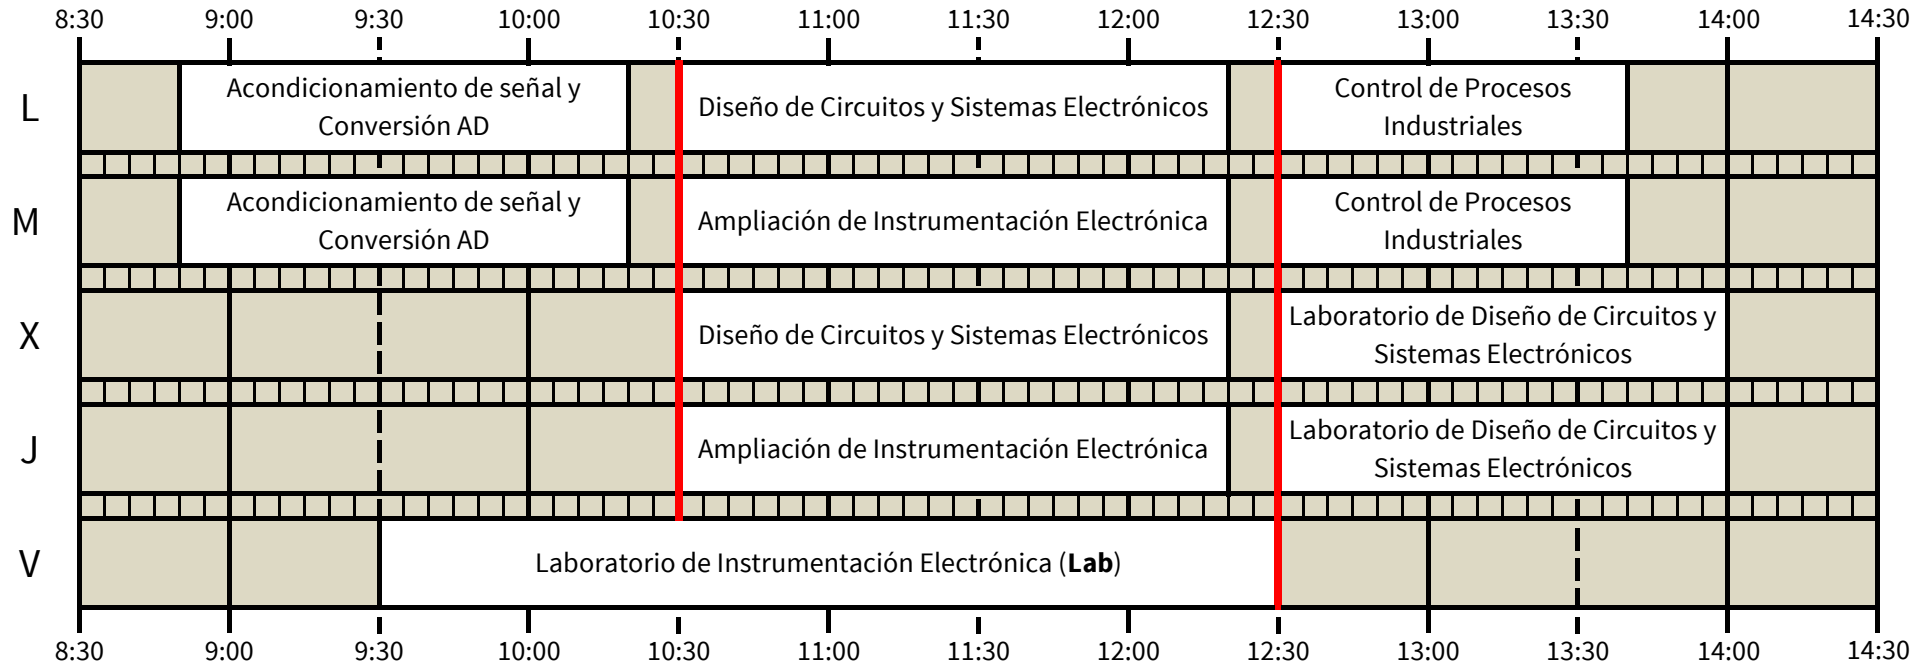 8:30 9:00 9:30 10:00 10:30 11:00 11:30 12:00 12:30 13:00 13:30 14:00 14:30
L
Acondicionamiento de señal y
Conversión AD
Diseño de Circuitos y Sistemas Electrónicos
Control de Procesos
Industriales
M
Acondicionamiento de señal y
Conversión AD
Ampliación de Instrumentación Electrónica
Control de Procesos
Industriales
X
Diseño de Circuitos y Sistemas Electrónicos
Laboratorio de Diseño de Circuitos y
Sistemas Electrónicos
J
Ampliación de Instrumentación Electrónica
Laboratorio de Diseño de Circuitos y
Sistemas Electrónicos
V
Laboratorio de Instrumentación Electrónica (Lab)
8:30 9:00 9:30 10:00 10:30 11:00 11:30 12:00 12:30 13:00 13:30 14:00 14:30